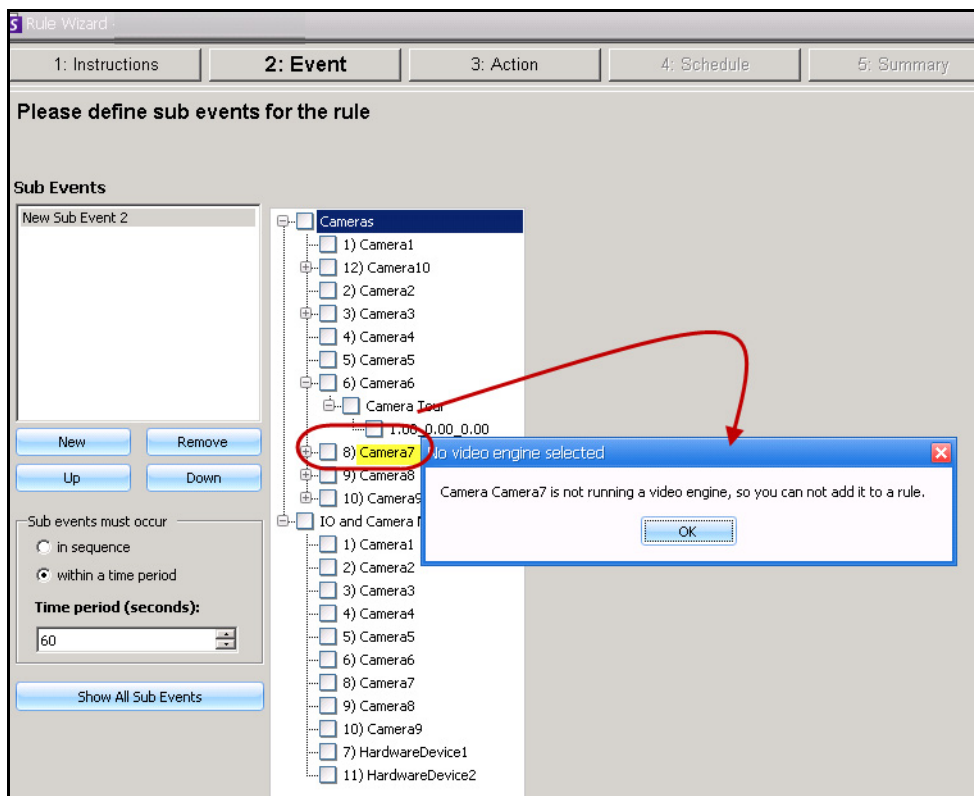 S Rule Wizard -
1: Instructions
2: Event
3: Action
4: Schedule
5: Summary
Please define sub events for the rule
Sub Events
New Sub Event 2
New
Remove
Up
Down
Sub events must occur
in sequence
within a time period
Time period (seconds):
60
Show All Sub Events
Cameras
1) Camera1
12) Camera10
2) Camera2
3) Camera3
4) Camera4
5) Camera5
6) Camera6
Camera Tour
1.00_0.00_0.00
8) Camera7
9) Camera8
10) Camera9
IO and Camera
1) Camera1
2) Camera2
3) Camera3
4) Camera4
5) Camera5
6) Camera6
8) Camera7
9) Camera8
10) Camera9
7) HardwareDevice1
11) HardwareDevice2
No video engine selected
Camera Camera7 is not running a video engine, so you can not add it to a rule.
OK